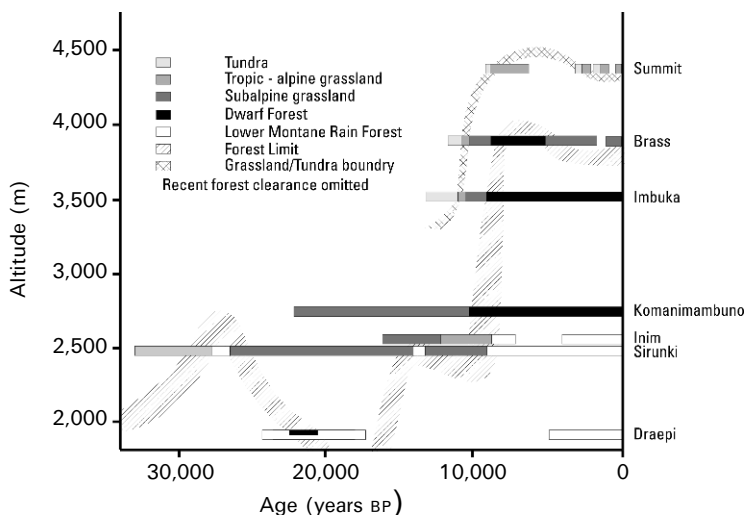 4,500
4,000
3,500
3,000
2,500
2,000
Altitude (m)
Tundra
Tropic - alpine grassland
Subalpine grassland
Dwarf Forest
Lower Montane Rain Forest
Forest Limit
Grassland/Tundra boundry
Recent forest clearance omitted
Summit
Brass
Imbuka
Komanimambuno
Inim
Sirunki
Draepi
30,000
20,000
10,000
0
Age (years BP)